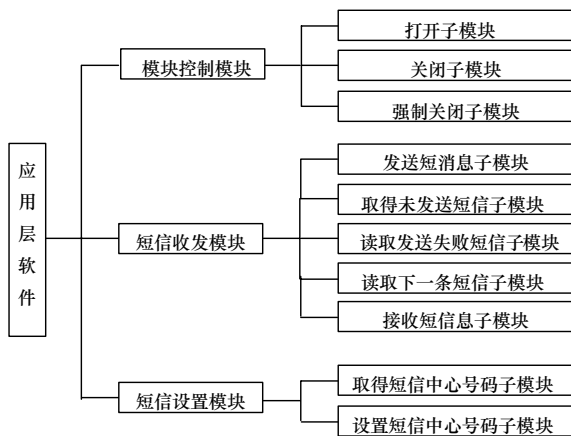 应用层软件
模块控制模块
打开子模块
关闭子模块
强制关闭子模块
短信收发模块
发送短消息子模块
取得未发送短信子模块
读取发送失败短信子模块
读取下一条短信子模块
接收短信息子模块
短信设置模块
取得短信中心号码子模块
设置短信中心号码子模块